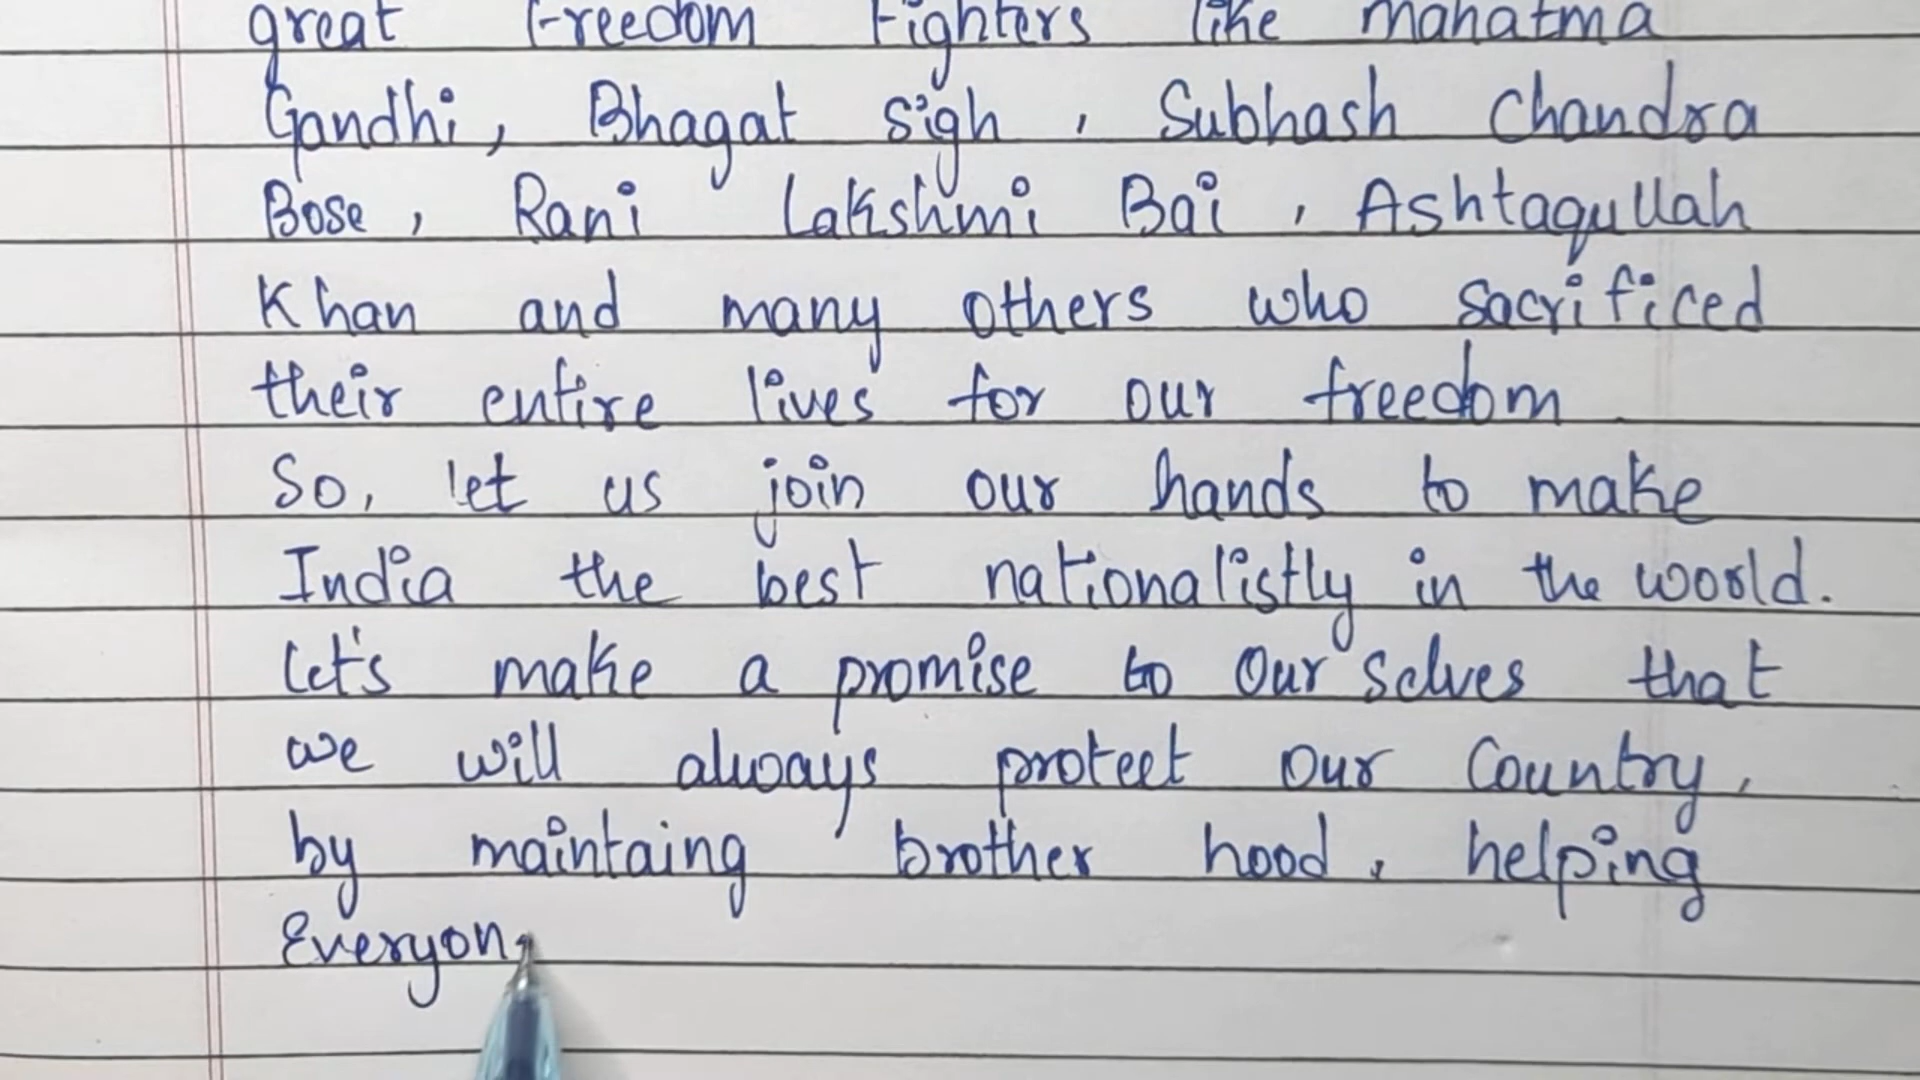 great Freedom Fighters like Mahatma
Gandhi, Bhagat Sigh, Subhash Chandra
Bose, Rani Lakshmi Bai, Ashtaqullah
Khan and many others who sacrificed
their entire lives for our freedom
So, let us join our hands to make
India the best nationalistly in the world.
Let's make a promise to Our selves that
we will always protect Our Country,
by maintaing brother hood, helping
Everyon